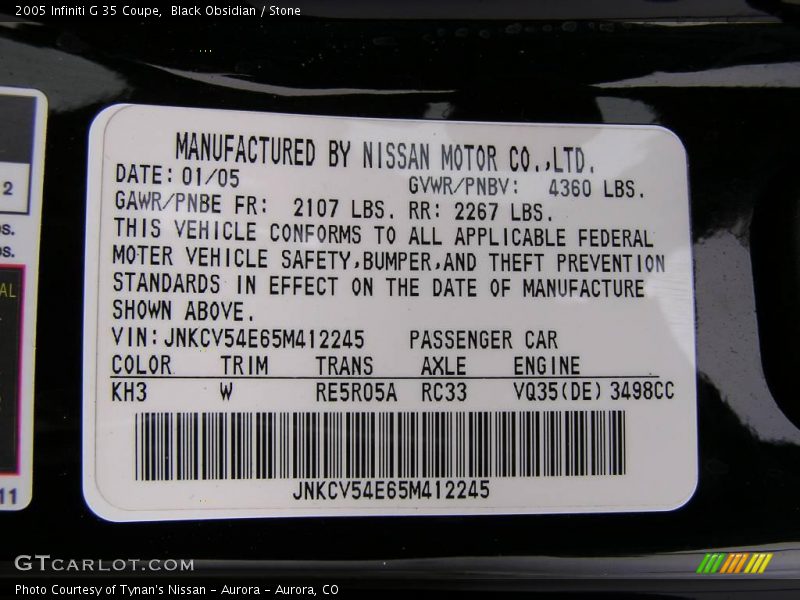 2005 Infiniti G 35 Coupe,  Black Obsidian / Stone
MANUFACTURED BY NISSAN MOTOR CO.,LTD.
DATE: 01/05 GVWR/PNBV: 4360 LBS.
GAWR/PNBE FR: 2107 LBS. RR: 2267 LBS.
THIS VEHICLE CONFORMS TO ALL APPLICABLE FEDERAL
MOTER VEHICLE SAFETY,BUMPER,AND THEFT PREVENTION
STANDARDS IN EFFECT ON THE DATE OF MANUFACTURE
SHOWN ABOVE.
VIN: JNKCV54E65M412245 PASSENGER CAR
COLOR TRIM TRANS AXLE ENGINE
KH3 W RE5R05A RC33 VQ35(DE) 3498CC
JNKCV54E65M412245
2
AL
11
GTCARLOT.COM
Photo Courtesy of Tynan's Nissan - Aurora - Aurora, CO